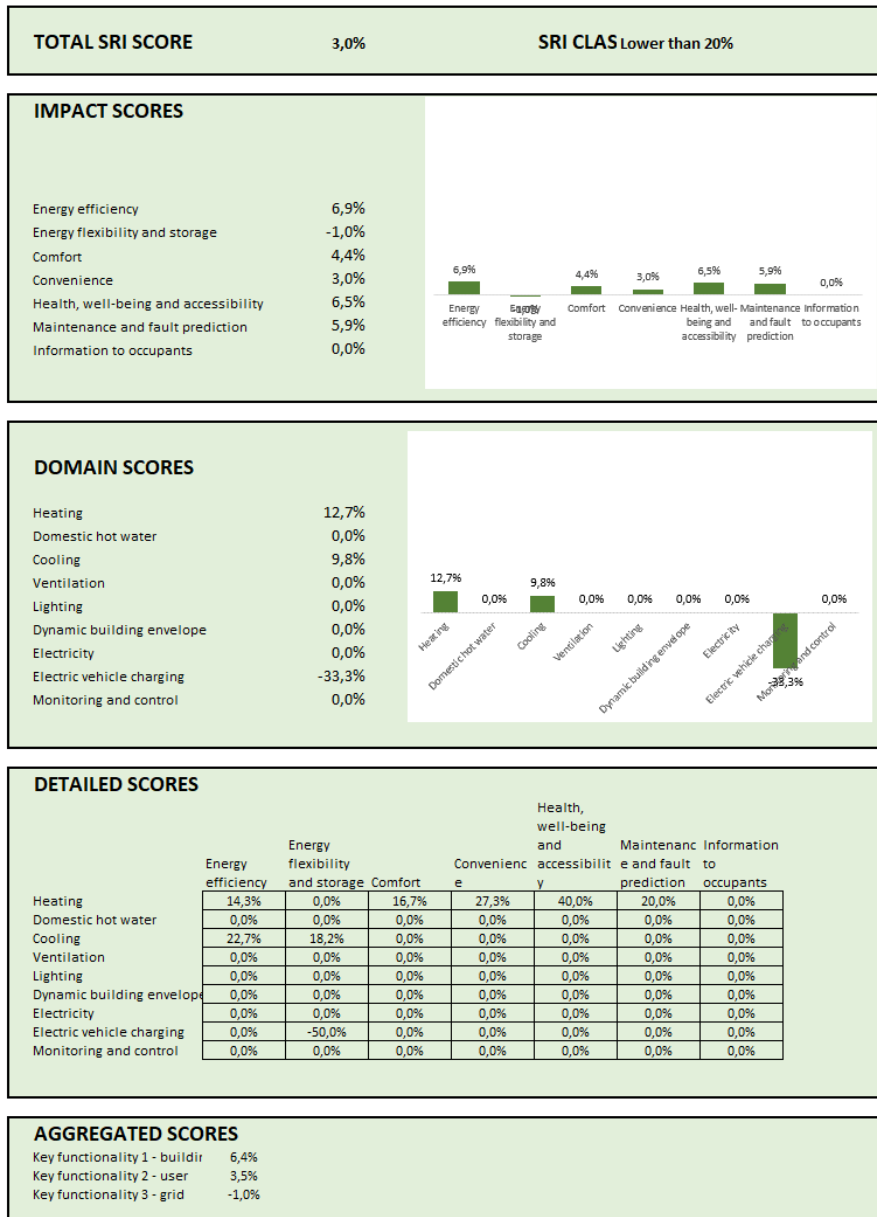 TOTAL SRI SCORE 3,0% SRI CLAS Lower than 20%
IMPACT SCORES
Energy efficiency 6,9%
Energy flexibility and storage -1,0%
Comfort 4,4%
Convenience 3,0%
Health, well-being and accessibility 6,5%
Maintenance and fault prediction 5,9%
Information to occupants 0,0%
6,9% -1,0% 4,4% 3,0% 6,5% 5,9% 0,0%
Energy Energy Comfort Convenience Health, well- Maintenance Information
efficiency flexibility and being and and fault to occupants
storage accessibility prediction
DOMAIN SCORES
Heating 12,7%
Domestic hot water 0,0%
Cooling 9,8%
Ventilation 0,0%
Lighting 0,0%
Dynamic building envelope 0,0%
Electricity 0,0%
Electric vehicle charging -33,3%
Monitoring and control 0,0%
12,7% 0,0% 9,8% 0,0% 0,0% 0,0% 0,0% -33,3% 0,0%
Heating
Domestic hot water
Cooling
Ventilation
Lighting
Dynamic building envelope
Electricity
Electric vehicle charging
Monitoring and control
DETAILED SCORES
Health,
well-being
Energy and Maintenanc Information
Energy flexibility Convenienc accessibilit e and fault to
efficiency and storage Comfort e y prediction occupants
Heating 14,3% 0,0% 16,7% 27,3% 40,0% 20,0% 0,0%
Domestic hot water 0,0% 0,0% 0,0% 0,0% 0,0% 0,0% 0,0%
Cooling 22,7% 18,2% 0,0% 0,0% 0,0% 0,0% 0,0%
Ventilation 0,0% 0,0% 0,0% 0,0% 0,0% 0,0% 0,0%
Lighting 0,0% 0,0% 0,0% 0,0% 0,0% 0,0% 0,0%
Dynamic building envelope 0,0% 0,0% 0,0% 0,0% 0,0% 0,0% 0,0%
Electricity 0,0% 0,0% 0,0% 0,0% 0,0% 0,0% 0,0%
Electric vehicle charging 0,0% -50,0% 0,0% 0,0% 0,0% 0,0% 0,0%
Monitoring and control 0,0% 0,0% 0,0% 0,0% 0,0% 0,0% 0,0%
AGGREGATED SCORES
Key functionality 1 - buildir 6,4%
Key functionality 2 - user 3,5%
Key functionality 3 - grid -1,0%